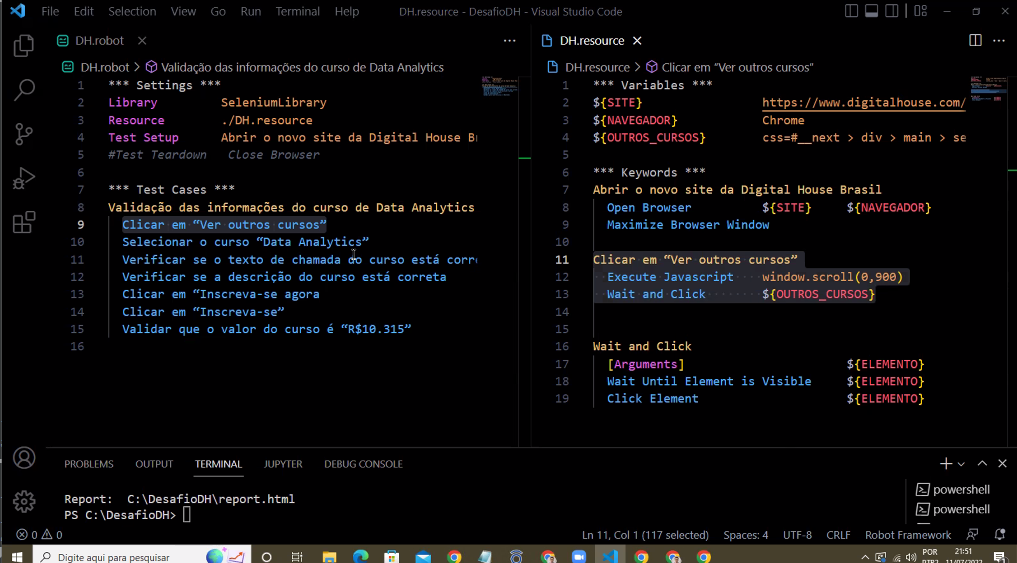 File Edit Selection View Go Run Terminal Help DH.resource - DesafioDH - Visual Studio Code
DH.robot
DH.robot > Validação das informações do curso de Data Analytics
1 *** Settings ***
2 Library SeleniumLibrary
3 Resource ./DH.resource
4 Test Setup Abrir o novo site da Digital House Br
5 #Test Teardown Close Browser
6
7 *** Test Cases ***
8 Validação das informações do curso de Data Analytics
9 Clicar em “Ver outros cursos”
10 Selecionar o curso “Data Analytics”
11 Verificar se o texto de chamada do curso está corre
12 Verificar se a descrição do curso está correta
13 Clicar em “Inscreva-se agora
14 Clicar em “Inscreva-se”
15 Validar que o valor do curso é “R$10.315”
16
DH.resource
DH.resource > Clicar em “Ver outros cursos”
1 *** Variables ***
2 ${SITE} https://www.digitalhouse.com/
3 ${NAVEGADOR} Chrome
4 ${OUTROS_CURSOS} css=#__next > div > main > se
5
6 *** Keywords ***
7 Abrir o novo site da Digital House Brasil
8 Open Browser ${SITE} ${NAVEGADOR}
9 Maximize Browser Window
10
11 Clicar em “Ver outros cursos”
12 Execute Javascript window.scroll(0,900)
13 Wait and Click ${OUTROS_CURSOS}
14
15
16 Wait and Click
17 [Arguments] ${ELEMENTO}
18 Wait Until Element is Visible ${ELEMENTO}
19 Click Element ${ELEMENTO}
PROBLEMS OUTPUT TERMINAL JUPYTER DEBUG CONSOLE
Report: C:\DesafioDH\report.html
PS C:\DesafioDH>
powershell
powershell
0 0 Ln 11, Col 1 (117 selected) Spaces: 4 UTF-8 CRLF Robot Framework
Digite aqui para pesquisar
POR 21:51
PTB2 11/07/2022